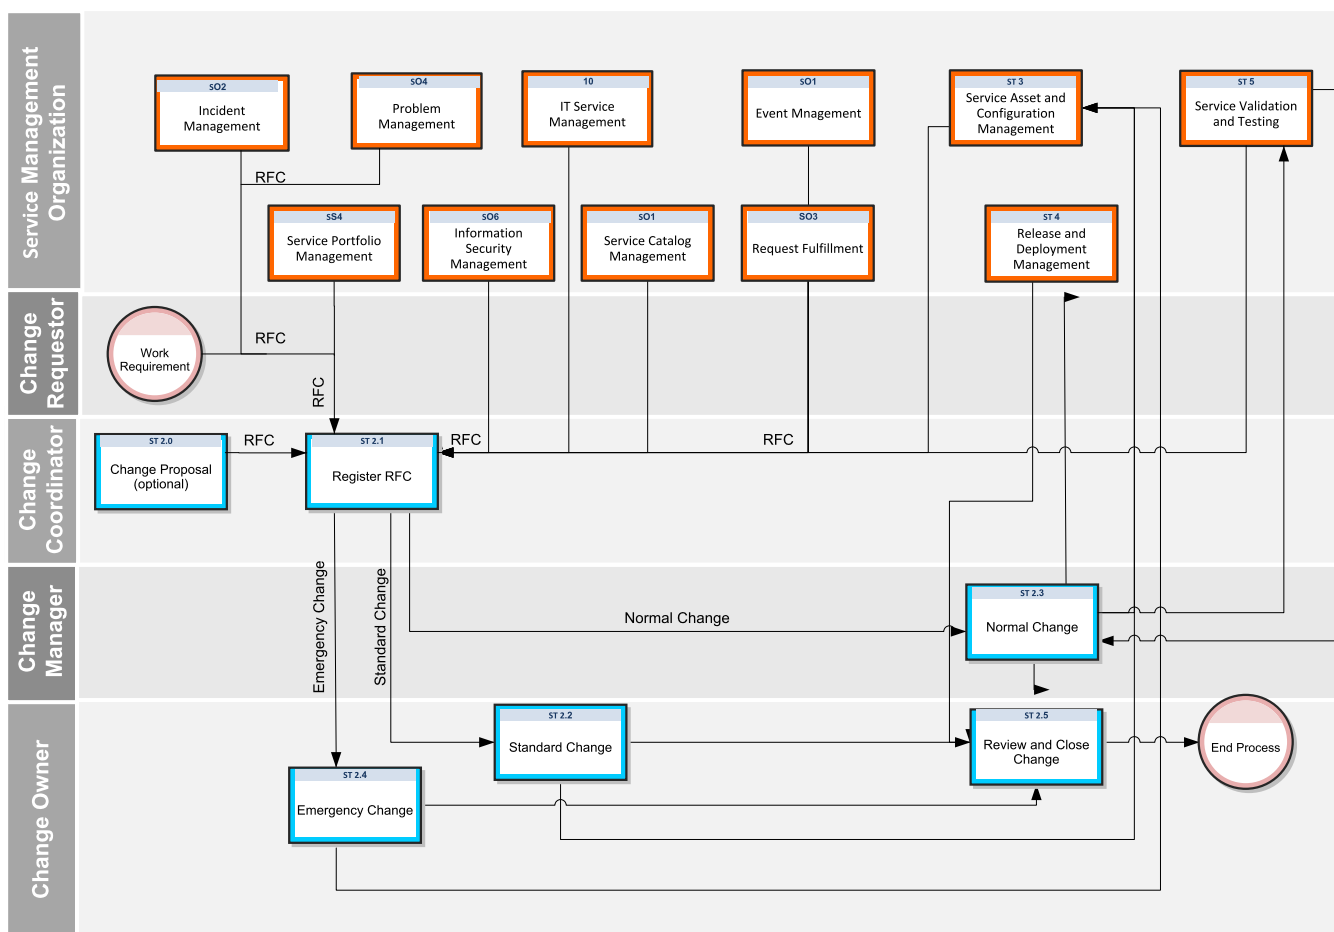 Service Management
Organization
SO2
Incident
Management
SO4
Problem
Management
10
IT Service
Management
SO1
Event Mnagement
ST 3
Service Asset and
Configuration
Management
ST 5
Service Validation
and Testing
RFC
sS4
Service Portfolio
Management
sO6
Information
Security
Management
sO1
Service Catalog
Management
SO3
Request Fulfillment
ST 4
Release and
Deployment
Management
Change
Requestor
Work
Requirement
RFC
RFC
Change
Coordinator
ST 2.0
Change Proposal
(optional)
RFC
ST 2.1
Register RFC
RFC
RFC
Change
Manager
Emergency Change
Standard Change
Normal Change
ST 2.3
Normal Change
Change Owner
ST 2.2
Standard Change
ST 2.5
Review and Close
Change
End Process
ST 2.4
Emergency Change